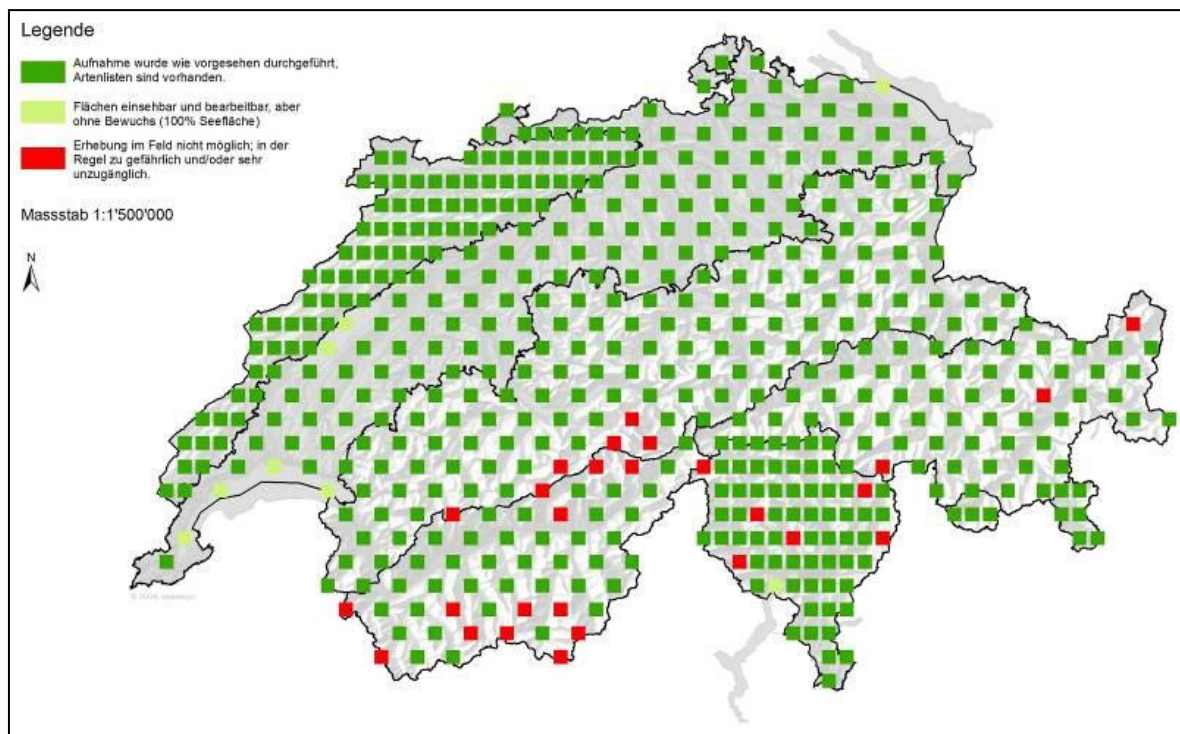 Legende
Aufnahme wurde wie vorgesehen durchgeführt,
Artenlisten sind vorhanden.
Flächen einsehbar und bearbeitbar, aber
ohne Bewuchs (100% Seefläche)
Erhebung im Feld nicht möglich; in der
Regel zu gefährlich und/oder sehr
unzugänglich.
Massstab 1:1'500'000
N